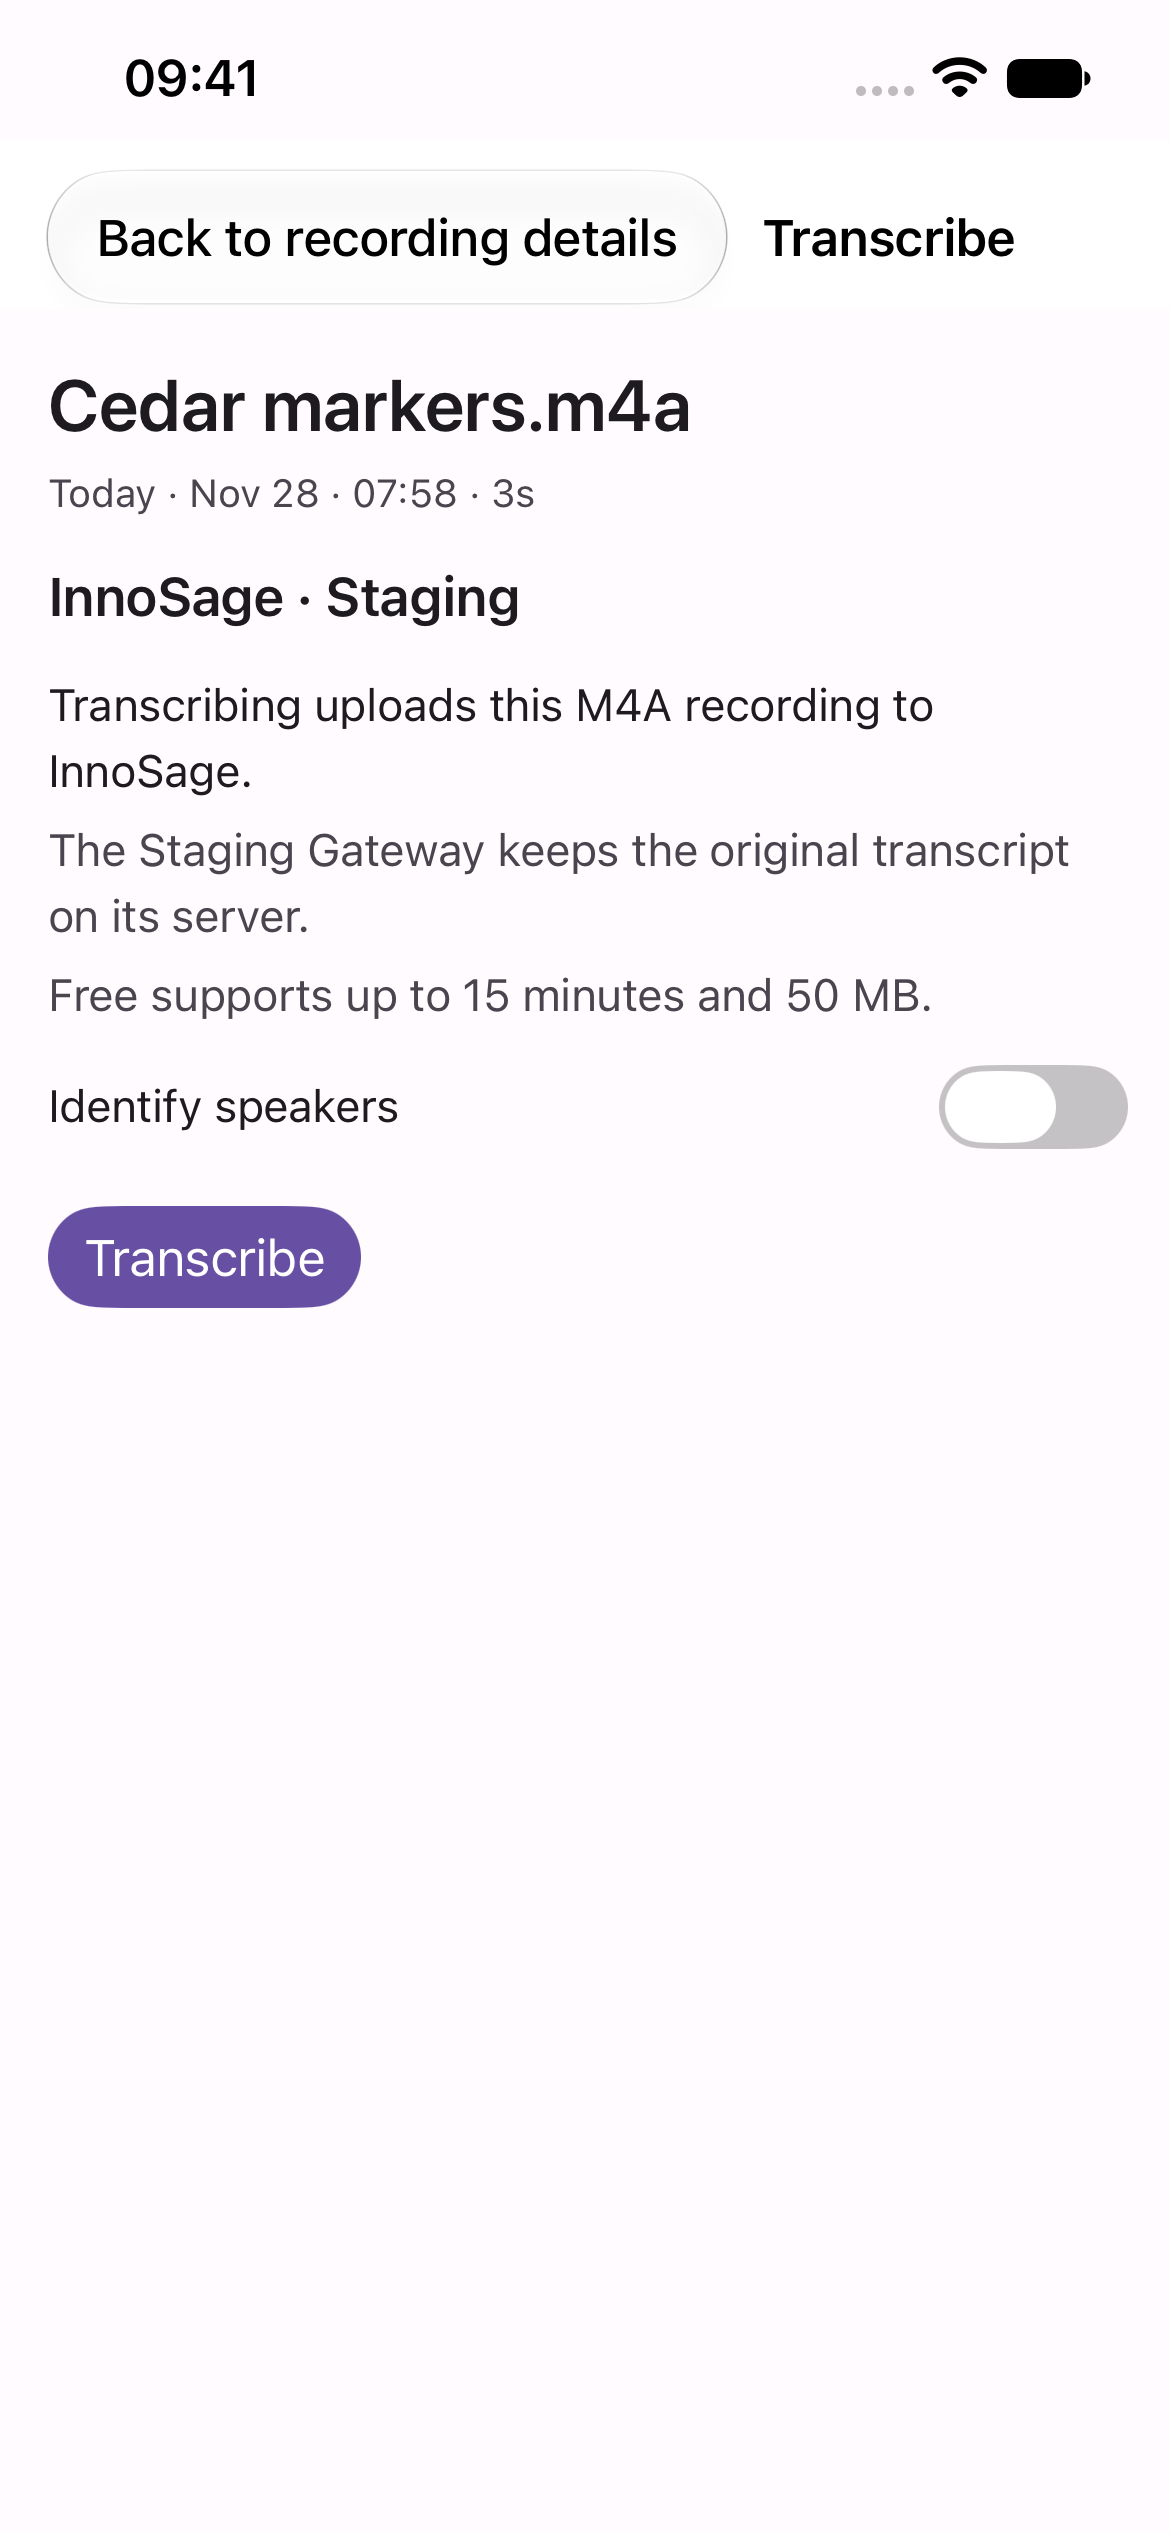 09:41
Back to recording details
Transcribe
Cedar markers.m4a
Today · Nov 28 · 07:58 · 3s
InnoSage · Staging
Transcribing uploads this M4A recording to
InnoSage.
The Staging Gateway keeps the original transcript
on its server.
Free supports up to 15 minutes and 50 MB.
Identify speakers
Transcribe